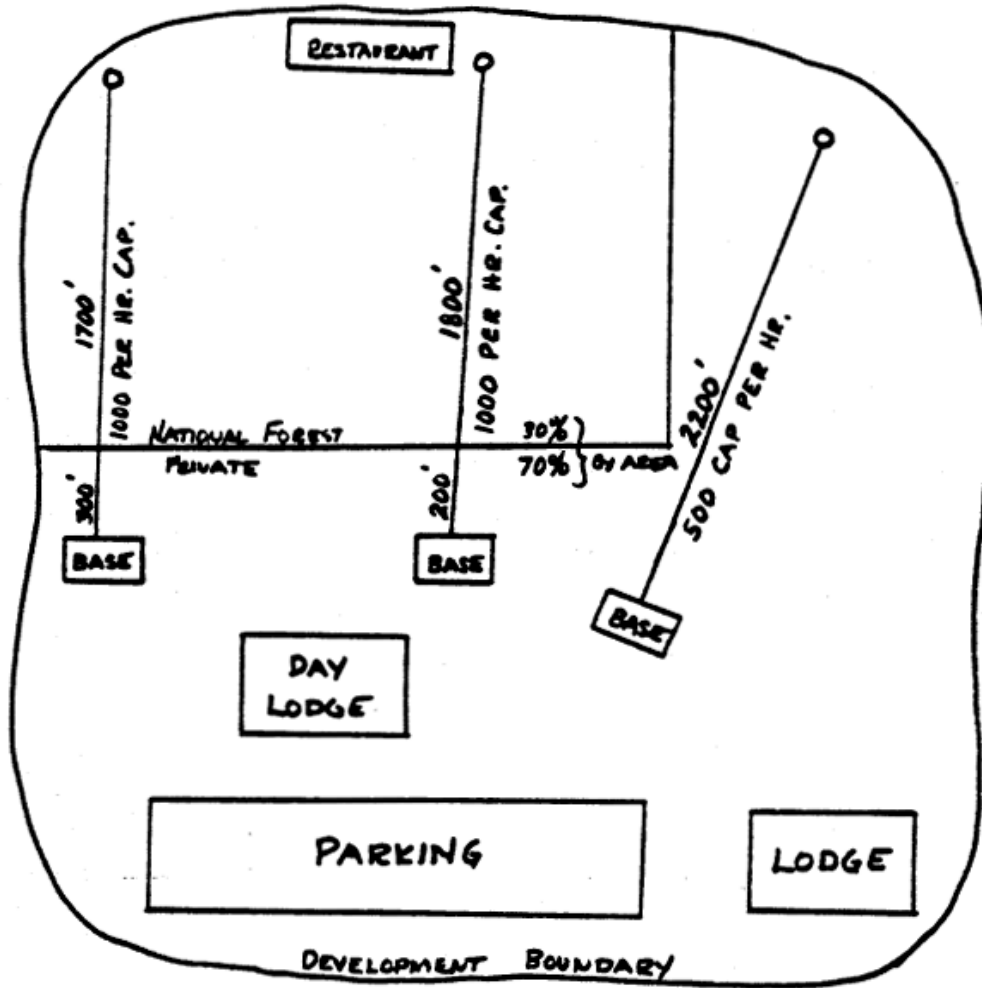 RESTAURANT
1700'
1000 PER HR. CAP.
1800'
1000 PER HR. CAP.
2200'
500 CAP PER HR.
NATIONAL FOREST
30%
PRIVATE
70%
BY AREA
300'
200'
BASE
BASE
BASE
DAY
LODGE
PARKING
LODGE
DEVELOPMENT BOUNDARY